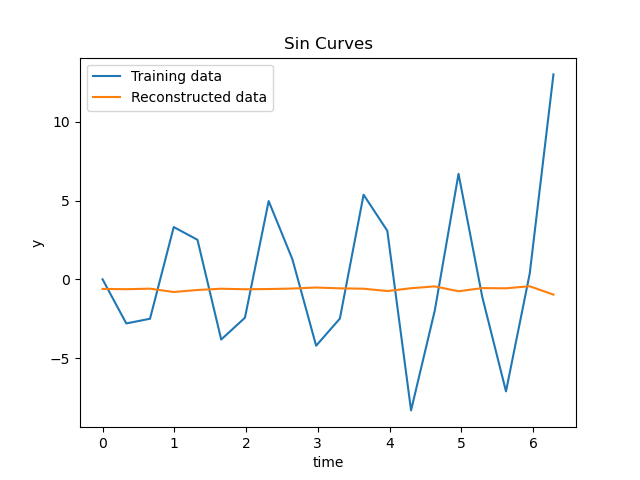 Sin Curves
Training data
Reconstructed data
10
5
0
−5
y
0 1 2 3 4 5 6
time